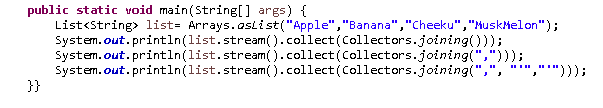 public static void main(String[] args) {
List<String> list= Arrays.asList("Apple","Banana","Cheeku","MuskMelon");
System.out.println(list.stream().collect(Collectors.joining()));
System.out.println(list.stream().collect(Collectors.joining(",")));
System.out.println(list.stream().collect(Collectors.joining(",", "'","'")));
}}